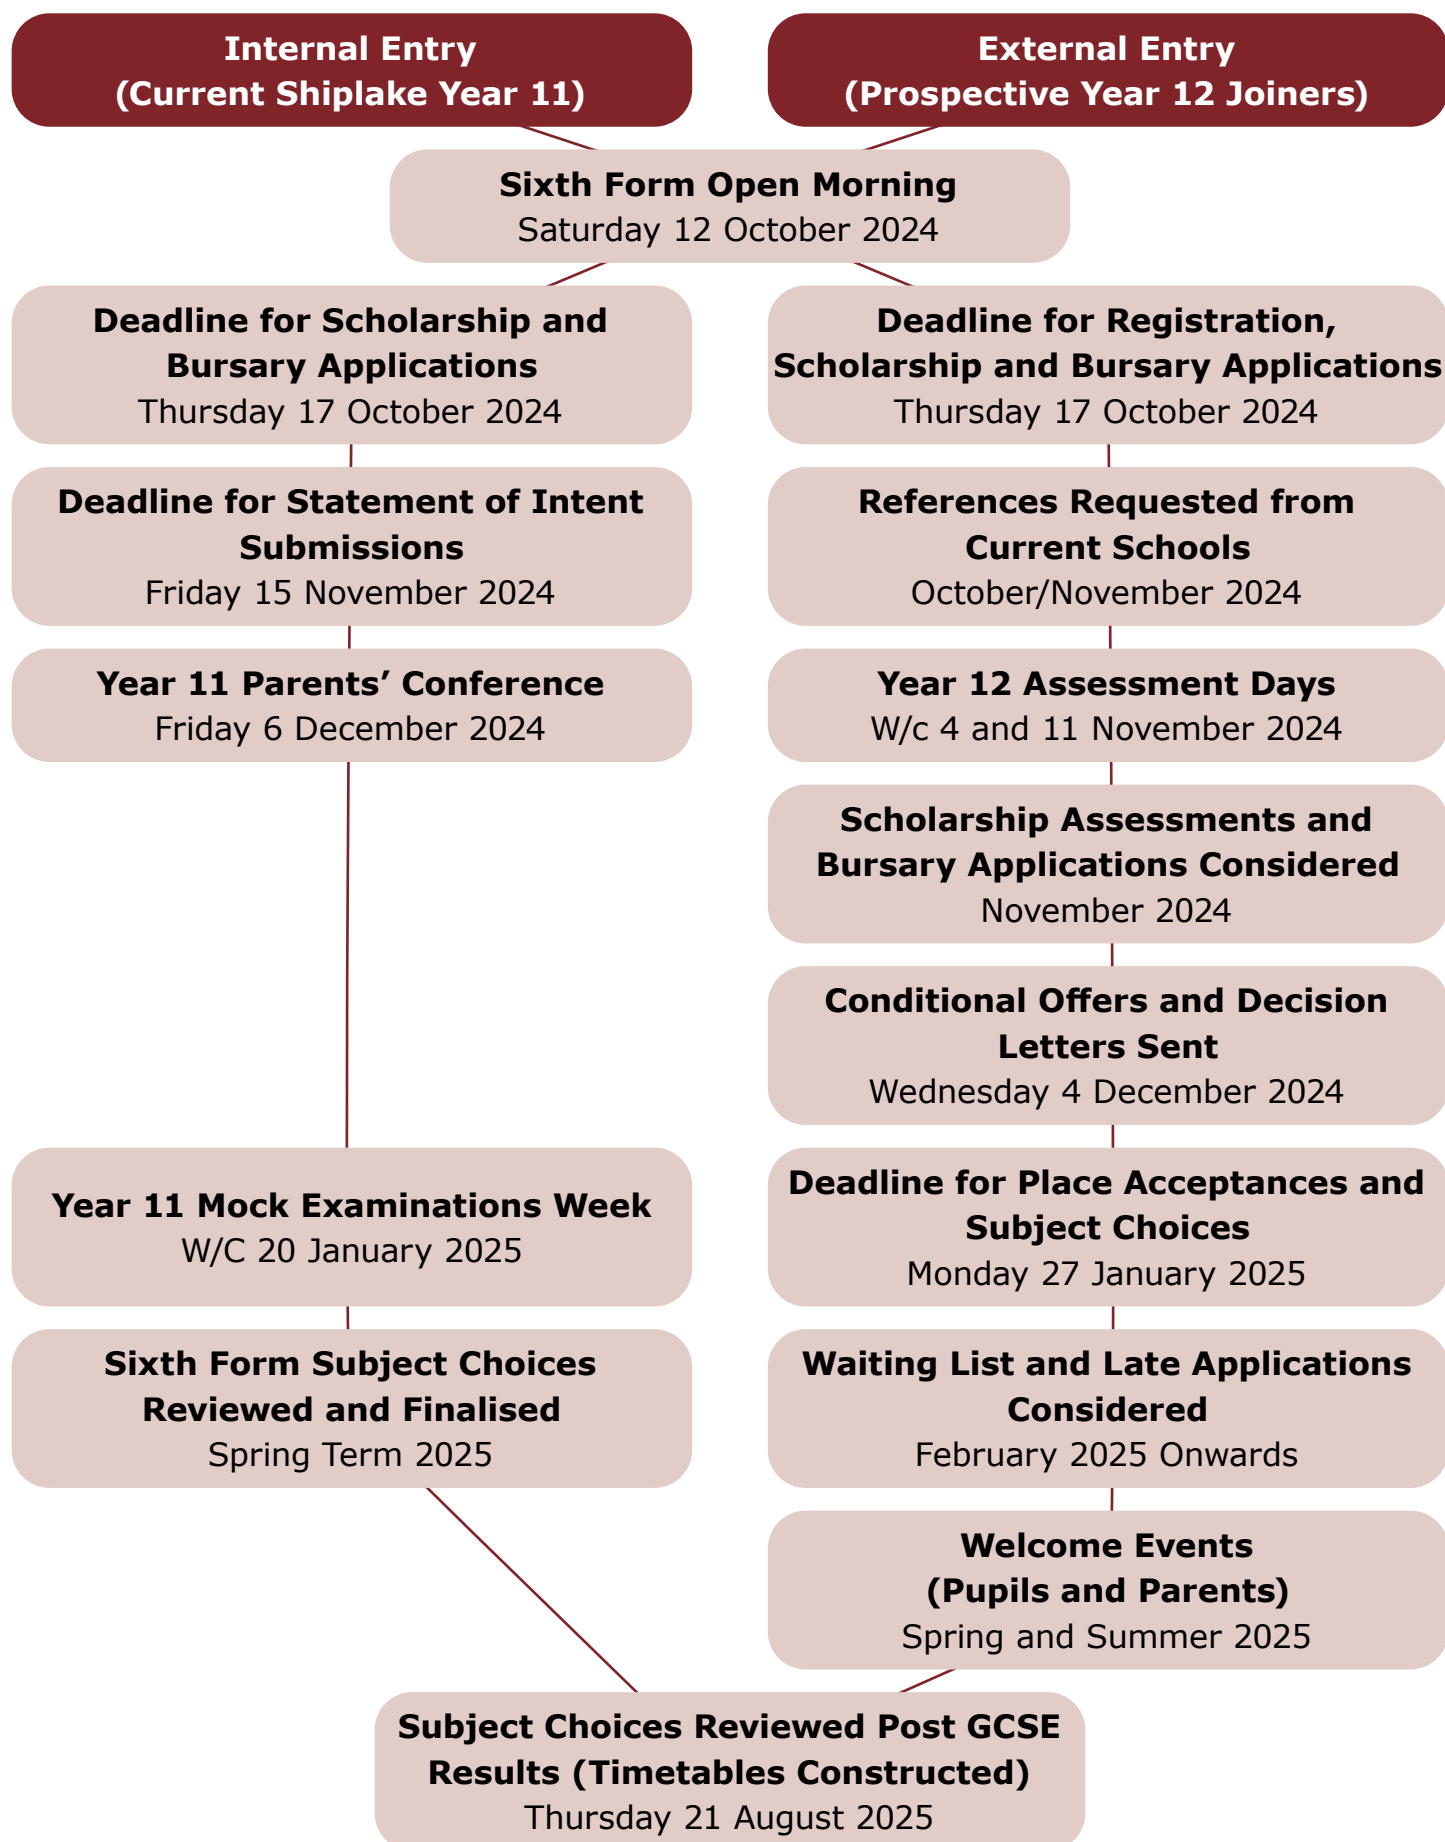 Internal Entry
(Current Shiplake Year 11)
External Entry
(Prospective Year 12 Joiners)
Sixth Form Open Morning
Saturday 12 October 2024
Deadline for Scholarship and
Bursary Applications
Thursday 17 October 2024
Deadline for Registration,
Scholarship and Bursary Applications
Thursday 17 October 2024
Deadline for Statement of Intent
Submissions
Friday 15 November 2024
References Requested from
Current Schools
October/November 2024
Year 11 Parents’ Conference
Friday 6 December 2024
Year 12 Assessment Days
W/c 4 and 11 November 2024
Scholarship Assessments and
Bursary Applications Considered
November 2024
Conditional Offers and Decision
Letters Sent
Wednesday 4 December 2024
Year 11 Mock Examinations Week
W/C 20 January 2025
Deadline for Place Acceptances and
Subject Choices
Monday 27 January 2025
Sixth Form Subject Choices
Reviewed and Finalised
Spring Term 2025
Waiting List and Late Applications
Considered
February 2025 Onwards
Welcome Events
(Pupils and Parents)
Spring and Summer 2025
Subject Choices Reviewed Post GCSE
Results (Timetables Constructed)
Thursday 21 August 2025